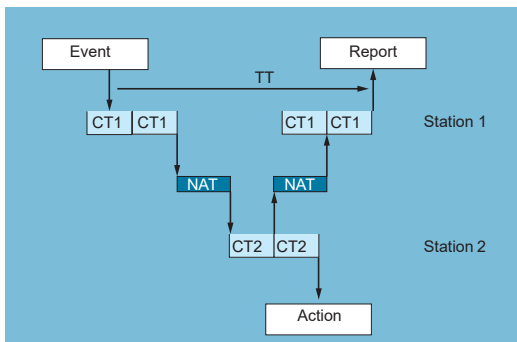 Event
Report
TT
CT1 CT1
CT1 CT1
Station 1
NAT
NAT
CT2 CT2
Station 2
Action